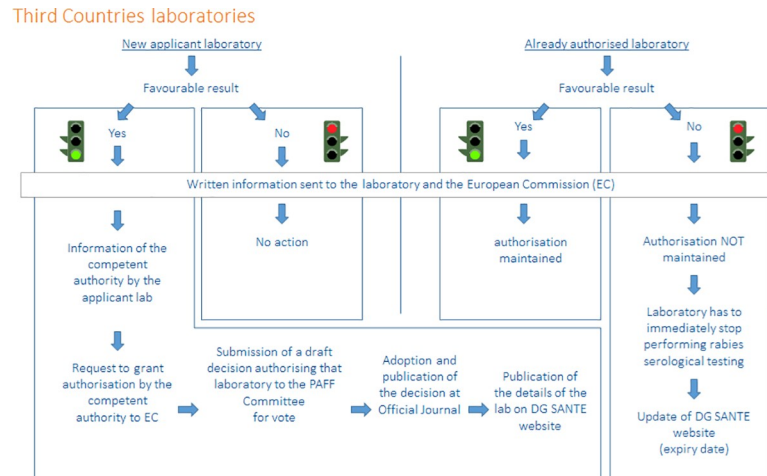 Third Countries laboratories
New applicant laboratory
Favourable result
Yes
No
Already authorised laboratory
Favourable result
Yes
No
Written information sent to the laboratory and the European Commission (EC)
Information of the
competent
authority by the
applicant lab
No action
authorisation
maintained
Authorisation NOT
maintained
Laboratory has to
immediately stop
performing rabies
serological testing
Request to grant
authorisation by the
competent
authority to EC
Submission of a draft
decision authorising that
laboratory to the PAFF
Committee
for vote
Adoption and
publication of
the decision at
Official Journal
Publication of
the details of the
lab on DG SANTE
website
Update of DG SANTE
website
(expiry date)